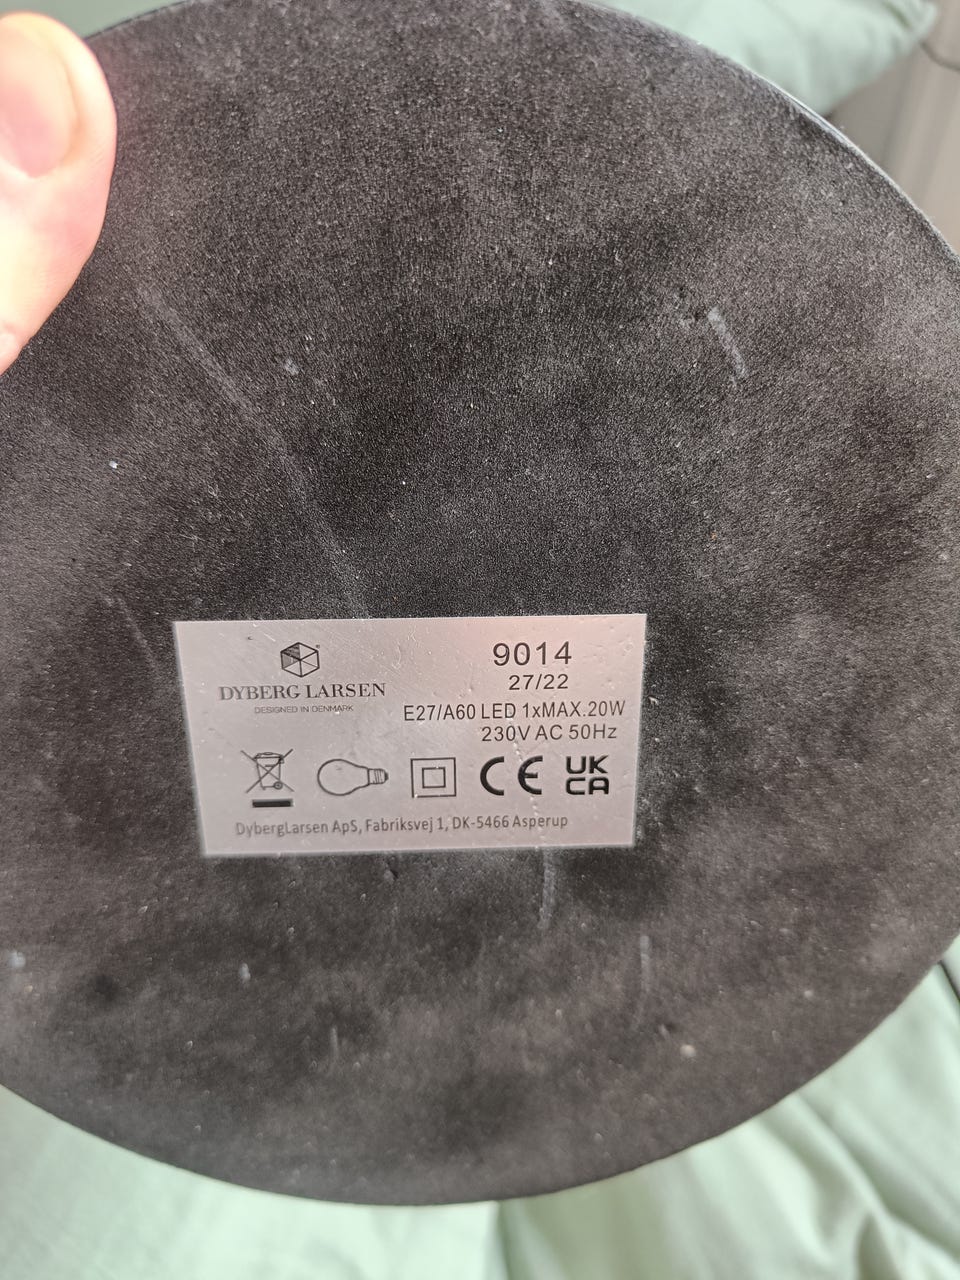 DYBERG LARSEN
DESIGNED IN DENMARK
9014
27/22
E27/A60 LED 1xMAX.20W
230V AC 50Hz
CE
UK
CA
DybergLarsen ApS, Fabriksvej 1, DK-5466 Asperup